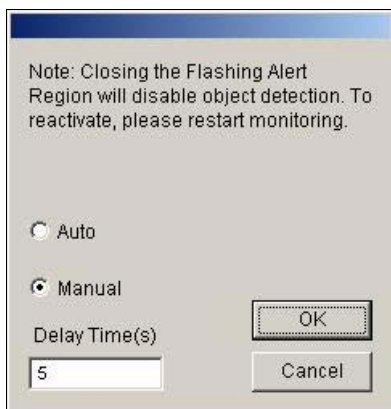 Note: Closing the Flashing Alert
Region will disable object detection. To
reactivate, please restart monitoring.
Auto
Manual
Delay Time(s)
5
OK
Cancel